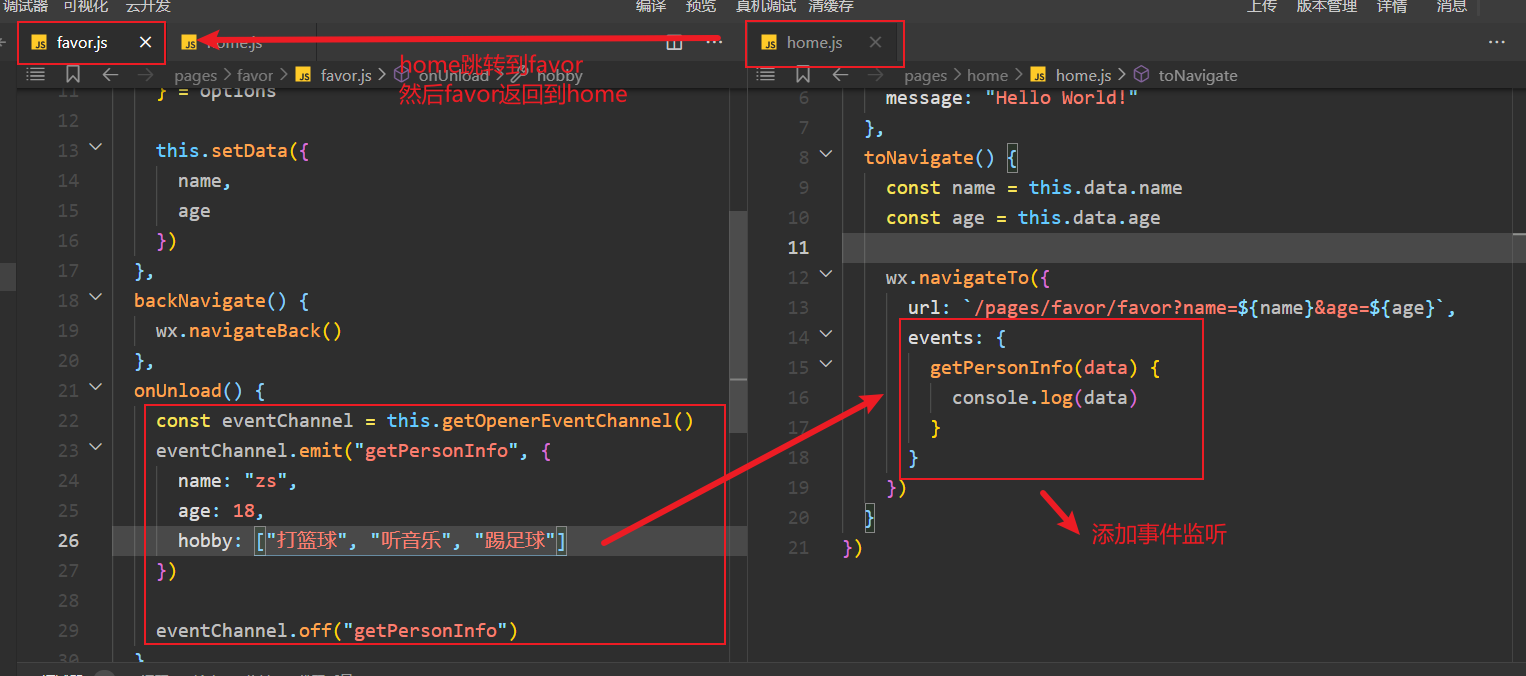 调试器 可视化 云开发 编译 预览 真机调试 清缓存 上传 版本管理 详情 消息
JS favor.js × JS home.js ···
home跳转到favor
然后favor返回到home
pages > favor > JS favor.js > onUnload > hobby
11 } = options
12
13 this.setData({
14 name,
15 age
16 })
17 },
18 backNavigate() {
19 wx.navigateBack()
20 },
21 onUnload() {
22 const eventChannel = this.getOpenerEventChannel()
23 eventChannel.emit("getPersonInfo", {
24 name: "zs",
25 age: 18,
26 hobby: ["打篮球", "听音乐", "踢足球"]
27 })
28
29 eventChannel.off("getPersonInfo")
30 }
JS home.js × ···
pages > home > JS home.js > toNavigate
6 message: "Hello World!"
7 },
8 toNavigate() {
9 const name = this.data.name
10 const age = this.data.age
11
12 wx.navigateTo({
13 url: `/pages/favor/favor?name=${name}&age=${age}`,
14 events: {
15 getPersonInfo(data) {
16 console.log(data)
17 }
18 }
19 })
20 }
21 })
添加事件监听